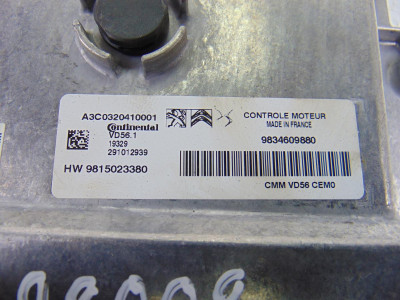 A3C0320410001
Continental
VD56.1
19329
291012939
HW 9815023380
CONTROLE MOTEUR
MADE IN FRANCE
9834609880
CMM VD56 CEM0